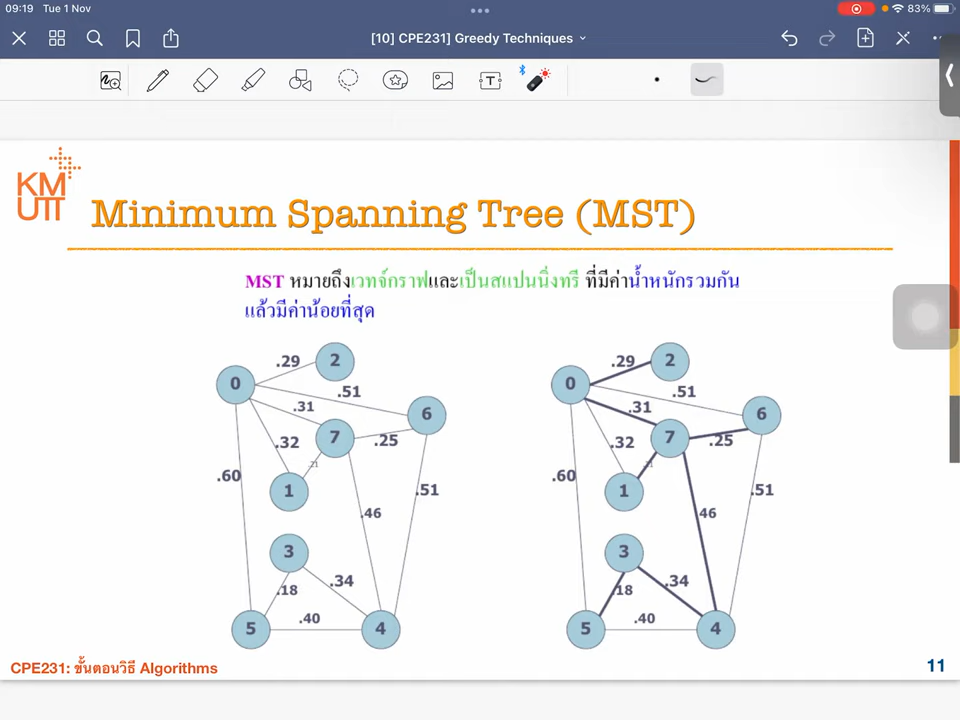 09:19 Tue 1 Nov
83%
[10] CPE231] Greedy Techniques
T
KM
UTT
Minimum Spanning Tree (MST)
MST หมายถึงเวทจ์กราฟและเป็นสแปนนิ่งทรี ที่มีค่าน้ำหนักรวมกัน
แล้วมีค่าน้อยที่สุด
.29 2 .29 2
0 .51 0 .51
.31 6 .31 6
.32 7 .25 .32 7 .25
.21 .21
.60 1 .51 .60 1 .51
.46 46
3 3
.18 .34 .18 .34
.40 .40
5 4 5 4
CPE231: ขั้นตอนวิธี Algorithms
11